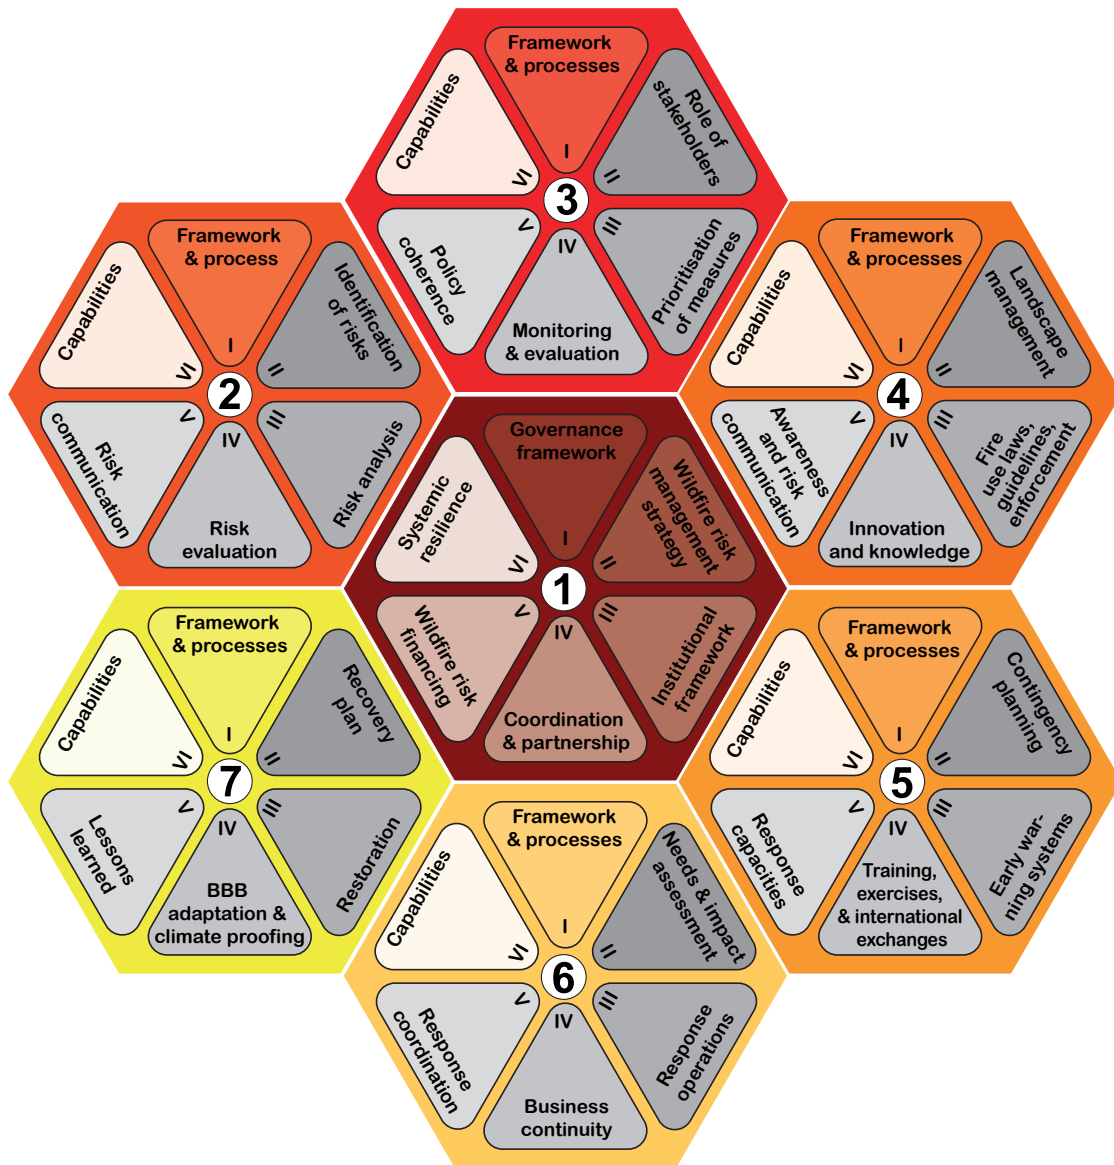 Framework
& processes
I
Role of
stakeholders
II
Prioritisation
of measures
III
Monitoring
& evaluation
IV
Policy
coherence
V
Capabilities
VI
3
Framework
& process
I
Identification
of risks
II
Risk analysis
III
Risk
evaluation
IV
Risk
communication
V
Capabilities
VI
2
Framework
& processes
I
Landscape
management
II
Fire
use laws,
guidelines,
enforcement
III
Innovation
and knowledge
IV
Awareness
and risk
communication
V
Capabilities
VI
4
Governance
framework
I
Wildfire risk
management
strategy
II
Institutional
framework
III
Coordination
& partnership
IV
Wildfire risk
financing
V
Systemic
resilience
VI
1
Framework
& processes
I
Recovery
plan
II
Restoration
III
BBB
adaptation &
climate proofing
IV
Lessons
learned
V
Capabilities
VI
7
Framework
& processes
I
Contingency
planning
II
Early war-
ning systems
III
Training,
exercises,
& international
exchanges
IV
Response
capacities
V
Capabilities
VI
5
Framework
& processes
I
Needs & impact
assessment
II
Response
operations
III
Business
continuity
IV
Response
coordination
V
Capabilities
VI
6